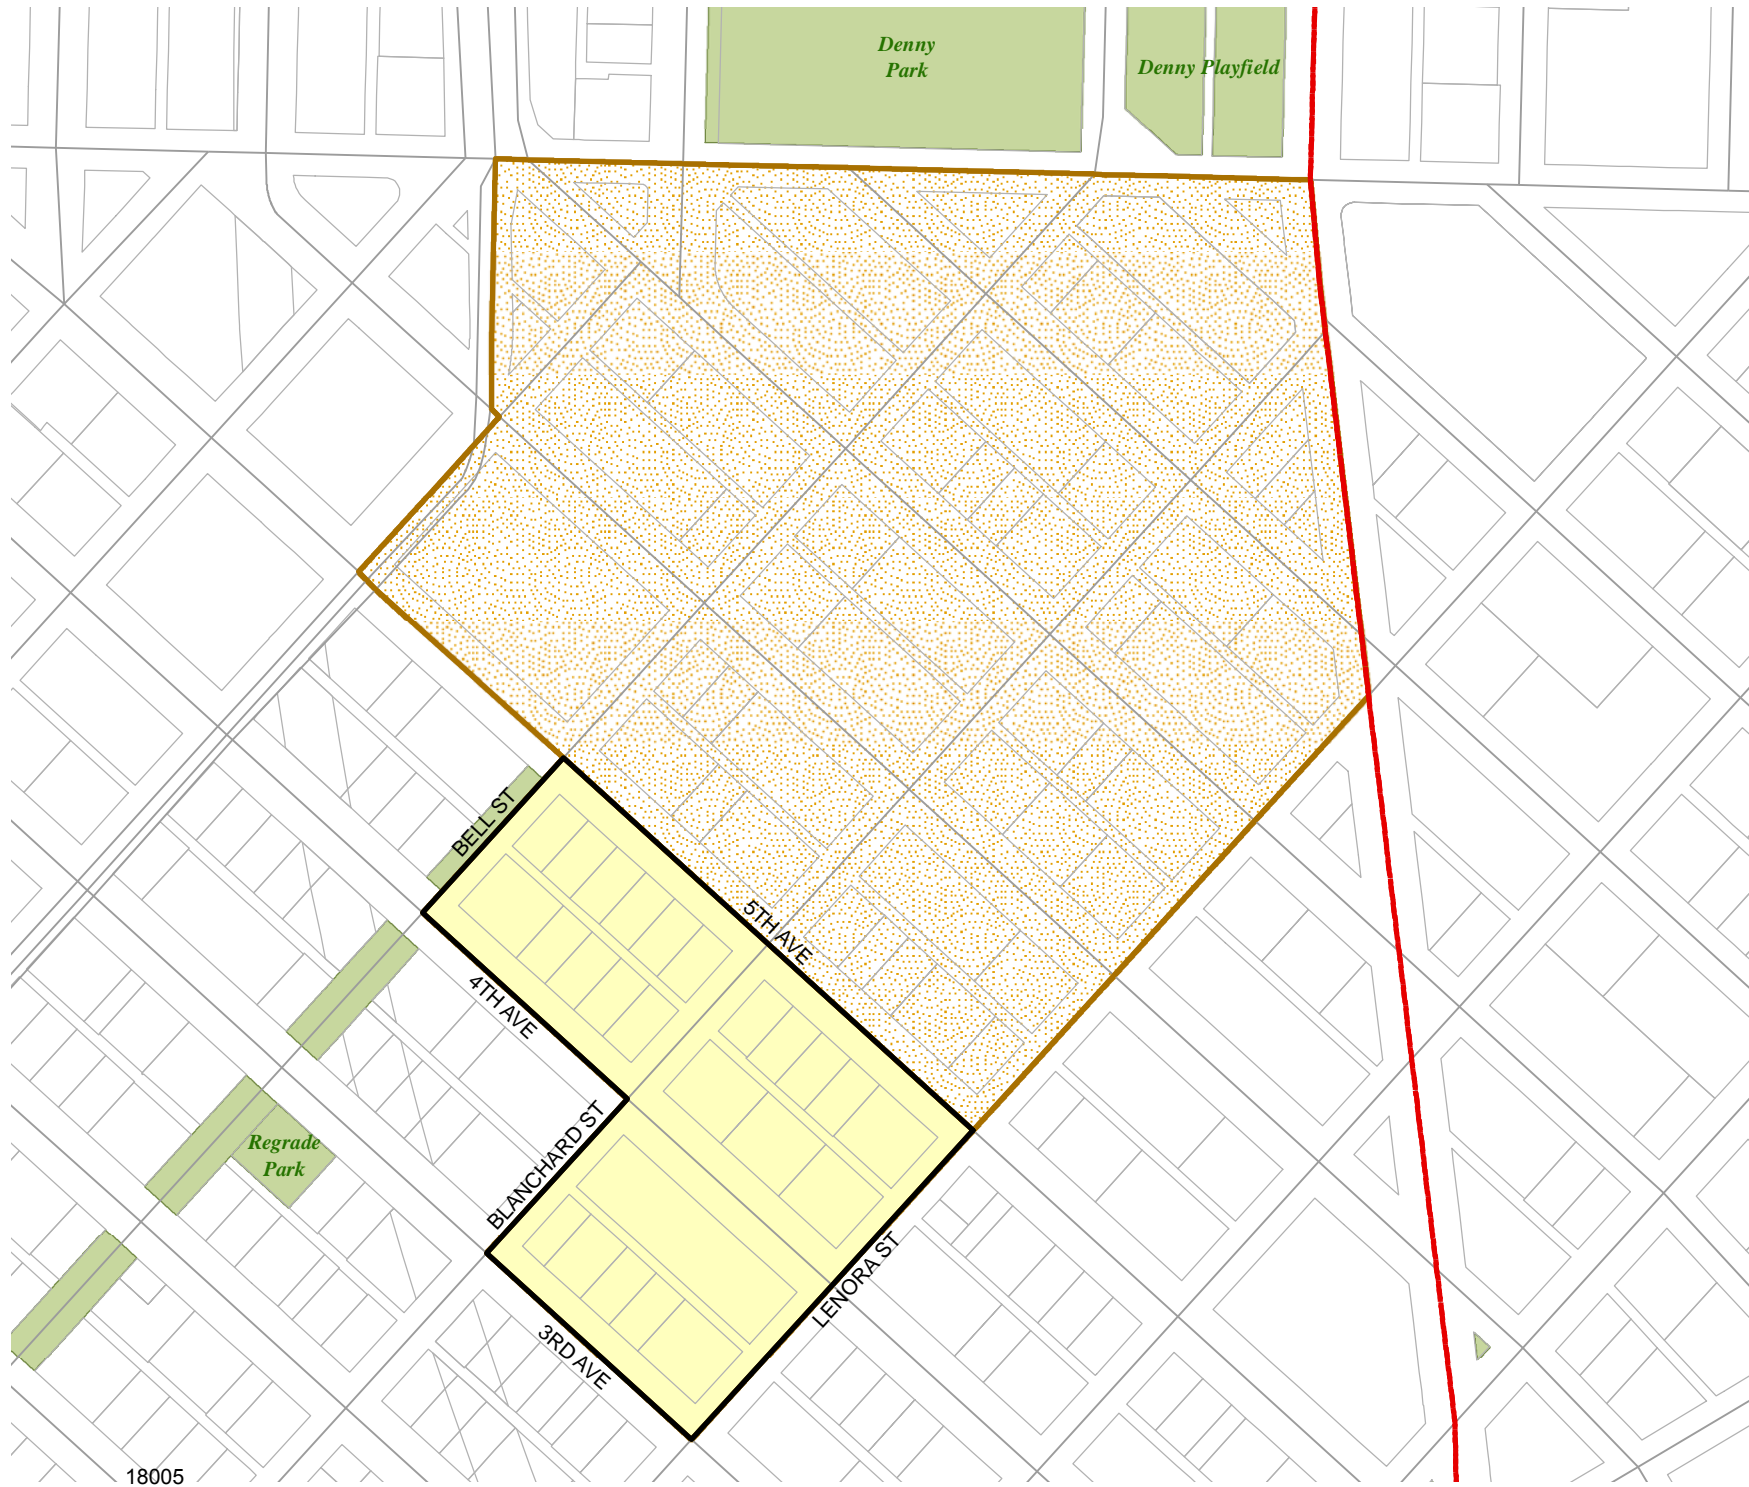 Denny
Park
Denny Playfield
BELL ST
5TH AVE
4TH AVE
BLANCHARD ST
Regrade
Park
LENORA ST
3RD AVE
18005